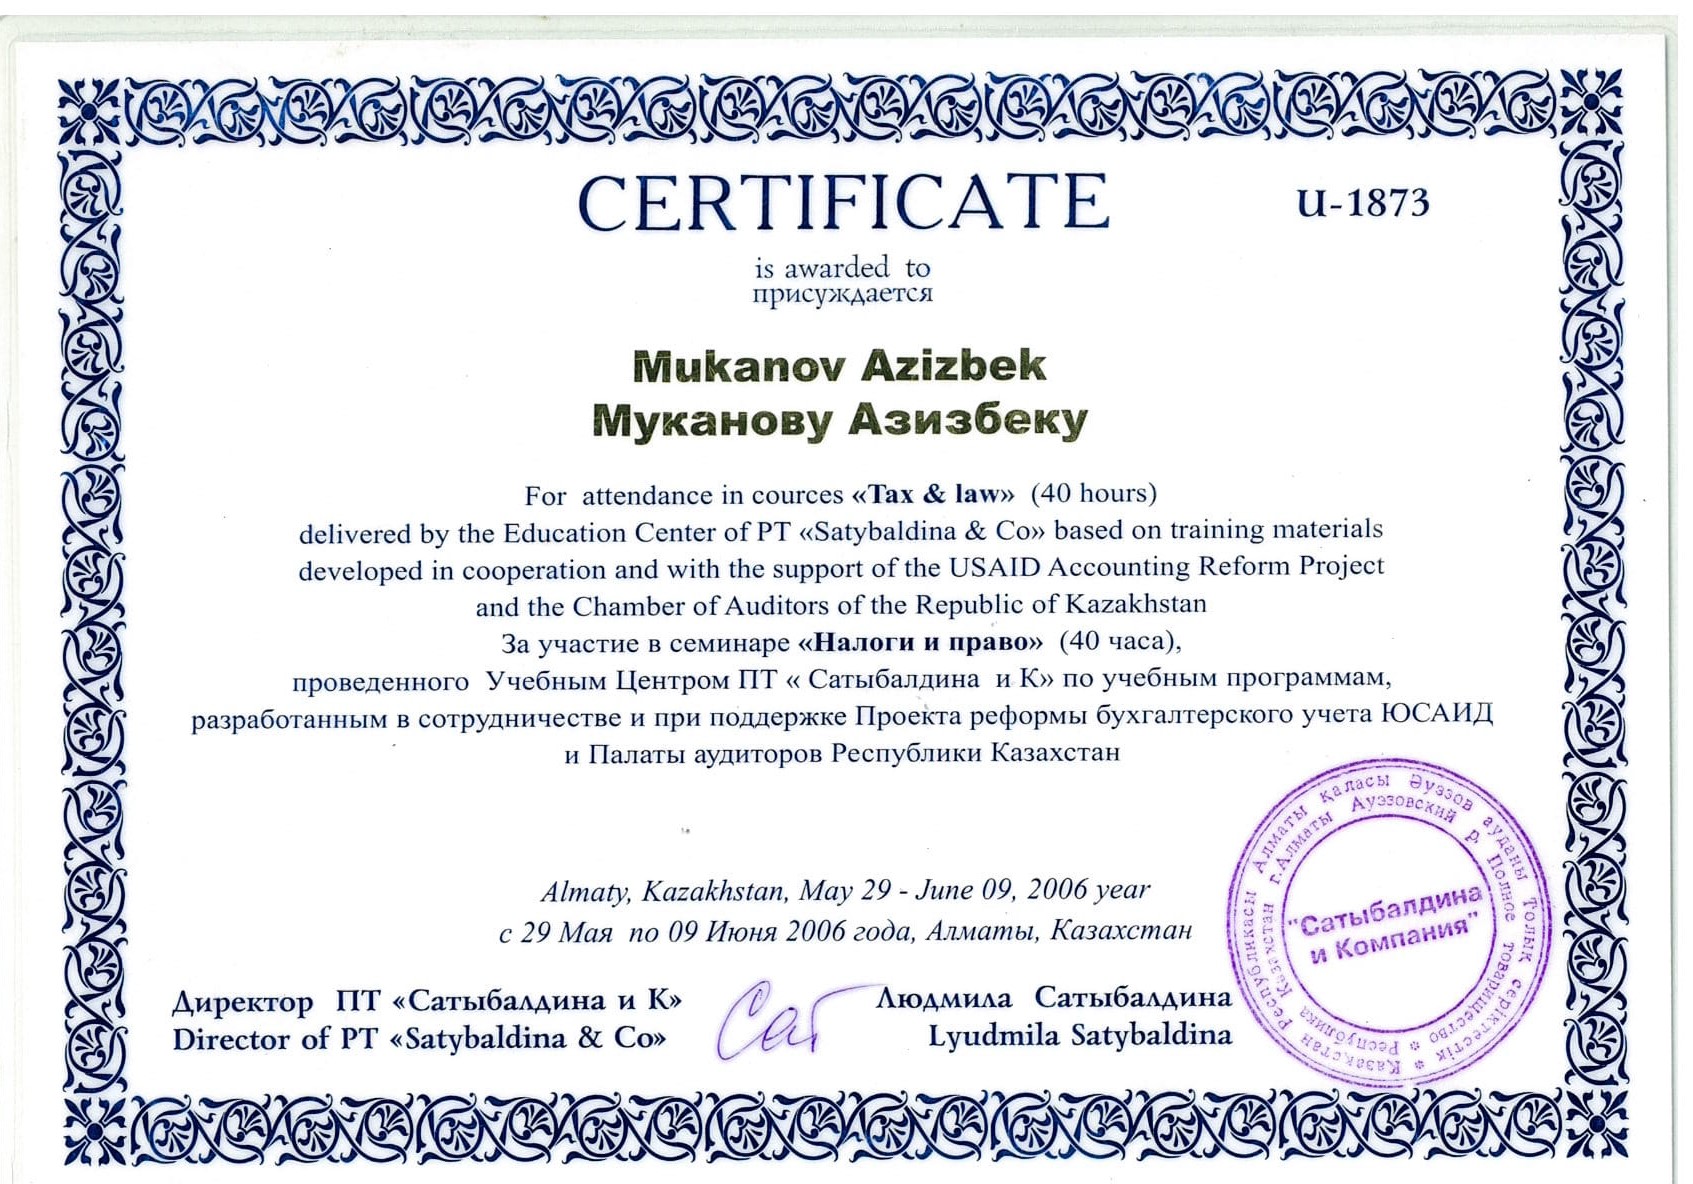 CERTIFICATE
U-1873
is awarded to
присуждается
Mukanov Azizbek
Муканову Азизбеку
For attendance in cources «Tax & law» (40 hours)
delivered by the Education Center of PT «Satybaldina & Co» based on training materials
developed in cooperation and with the support of the USAID Accounting Reform Project
and the Chamber of Auditors of the Republic of Kazakhstan
За участие в семинаре «Налоги и право» (40 часа),
проведенного Учебным Центром ПТ « Сатыбалдина и К» по учебным программам,
разработанным в сотрудничестве и при поддержке Проекта реформы бухгалтерского учета ЮСАИД
и Палаты аудиторов Республики Казахстан
Almaty, Kazakhstan, May 29 - June 09, 2006 year
с 29 Мая по 09 Июня 2006 года, Алматы, Казахстан
Директор ПТ «Сатыбалдина и К»
Director of PT «Satybaldina & Co»
Сат
Людмила Сатыбалдина
Lyudmila Satybaldina
Қазақстан Республикасы Алматы қаласы Әуэзов ауданы Толық серіктестік *
Республика Казахстан г.Алматы Ауэзовский р. Полное товарищество *
"Сатыбалдина
и Компания"